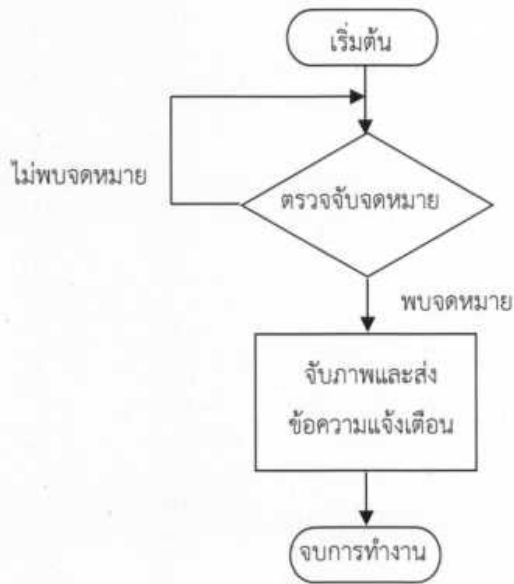 เริ่มต้น
ไม่พบจดหมาย
ตรวจจับจดหมาย
พบจดหมาย
จับภาพและส่ง
ข้อความแจ้งเตือน
จบการทำงาน